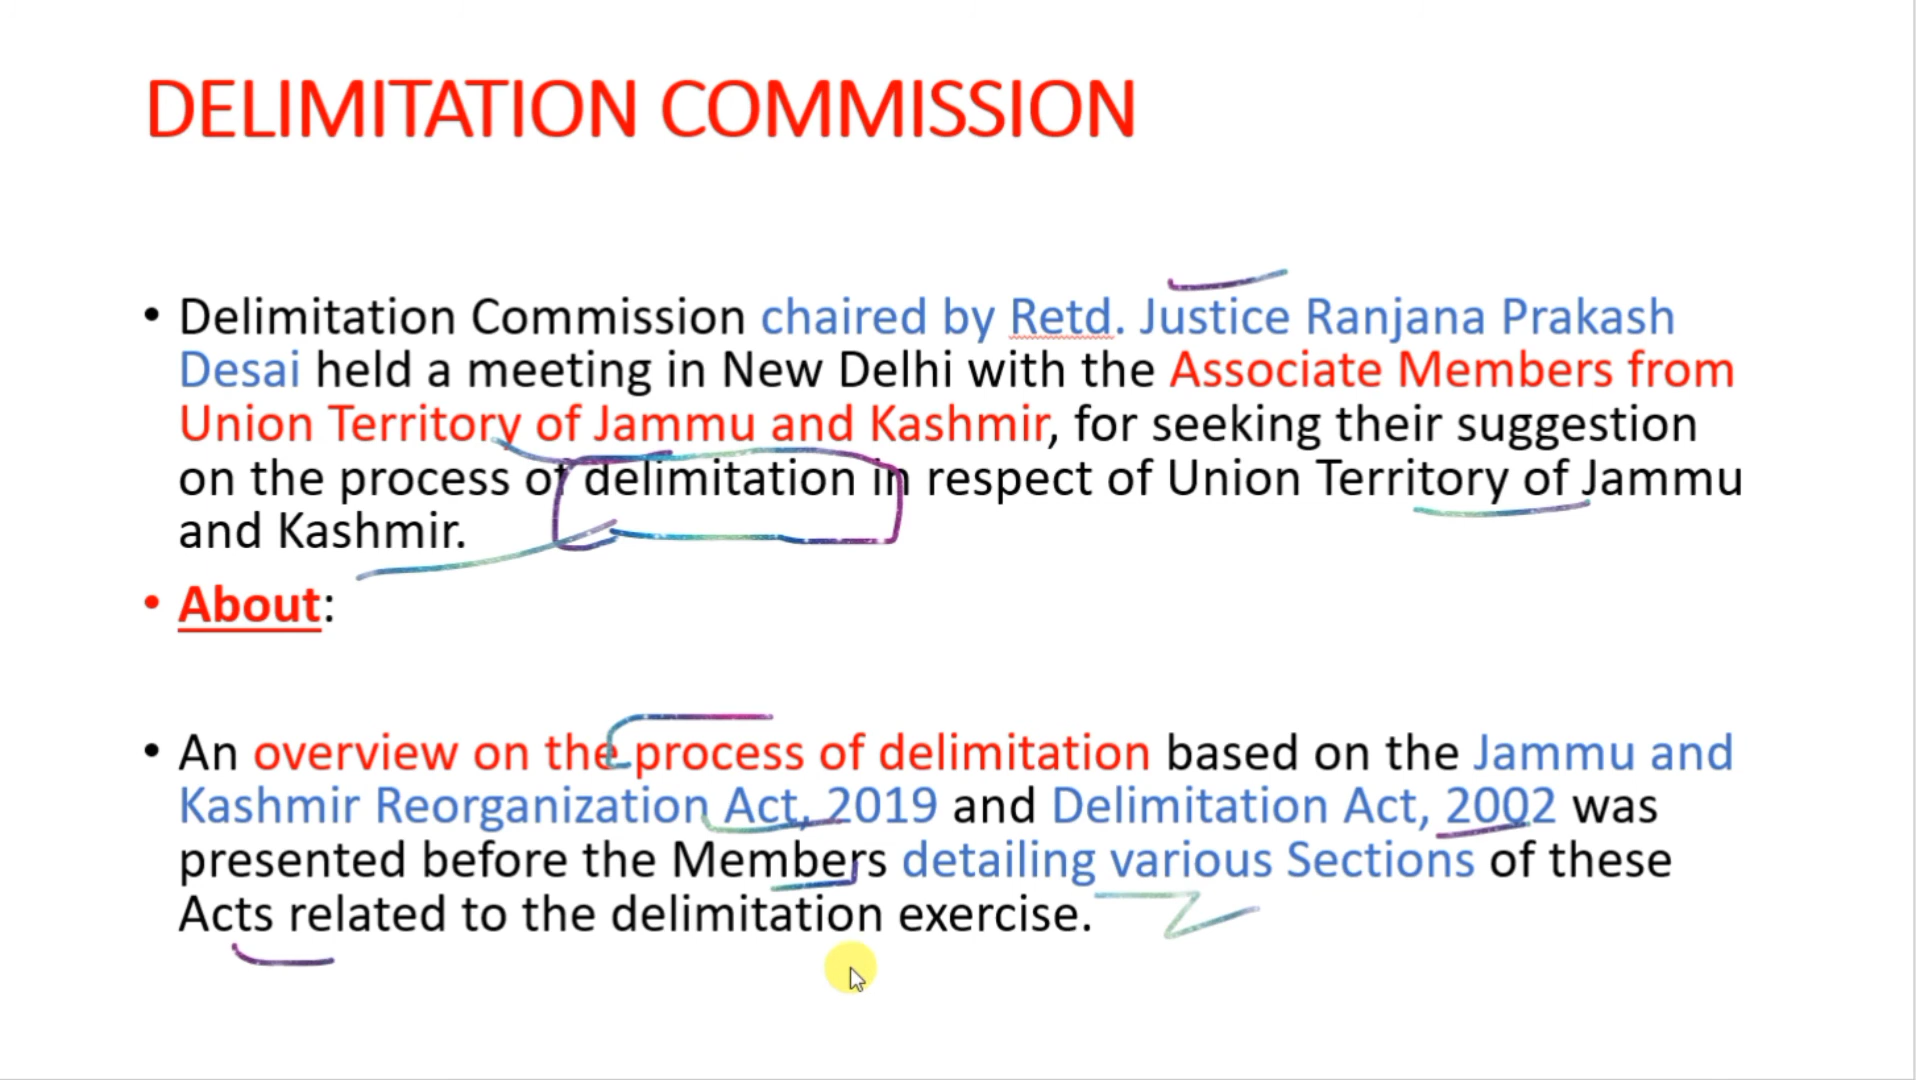 DELIMITATION COMMISSION
• Delimitation Commission chaired by Retd. Justice Ranjana Prakash
Desai held a meeting in New Delhi with the Associate Members from
Union Territory of Jammu and Kashmir, for seeking their suggestion
on the process of delimitation in respect of Union Territory of Jammu
and Kashmir.
• About:
• An overview on the process of delimitation based on the Jammu and
Kashmir Reorganization Act, 2019 and Delimitation Act, 2002 was
presented before the Members detailing various Sections of these
Acts related to the delimitation exercise.